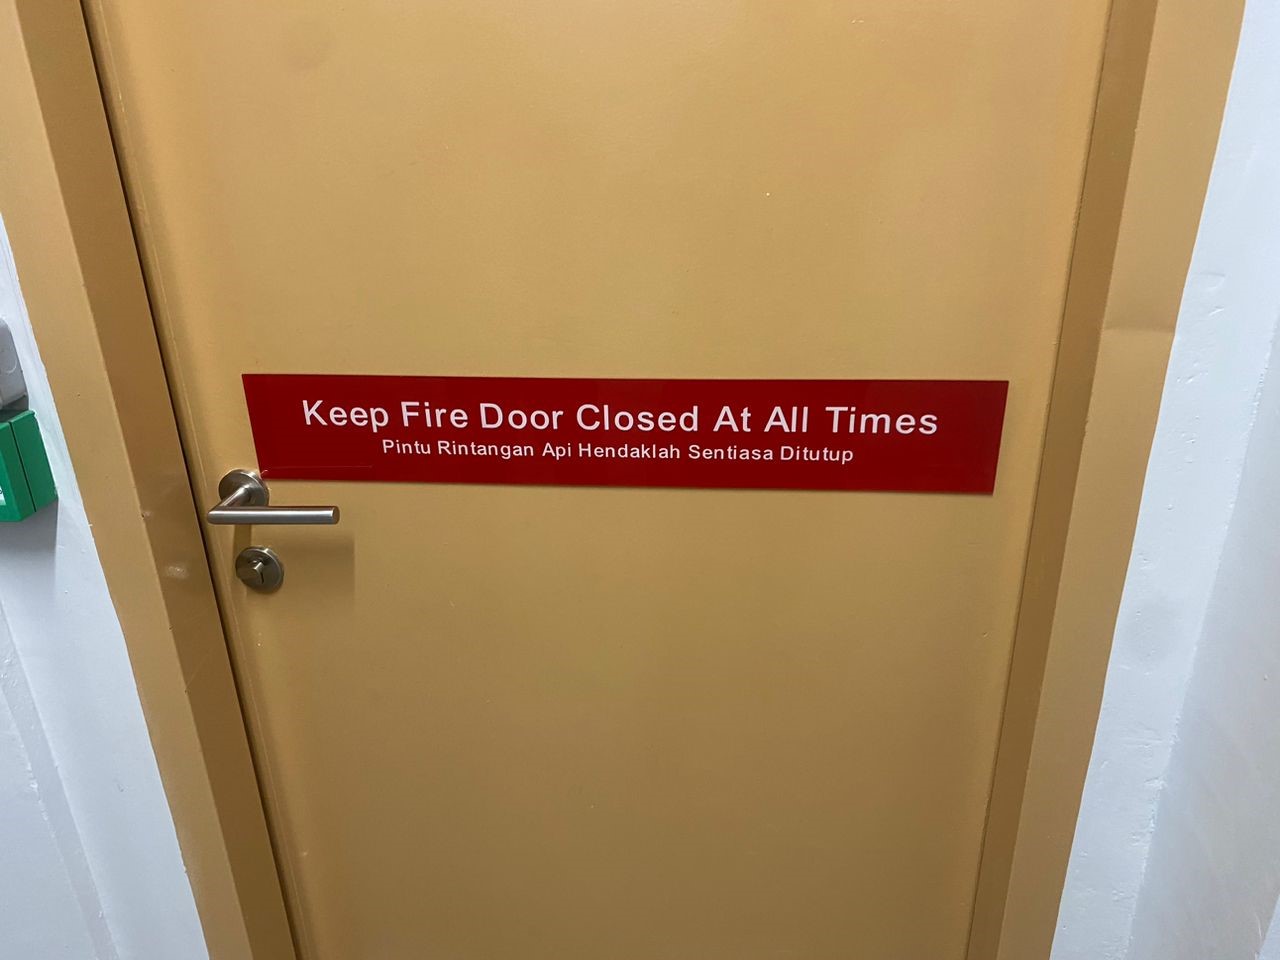 Keep Fire Door Closed At All Times
Pintu Rintangan Api Hendaklah Sentiasa Ditutup